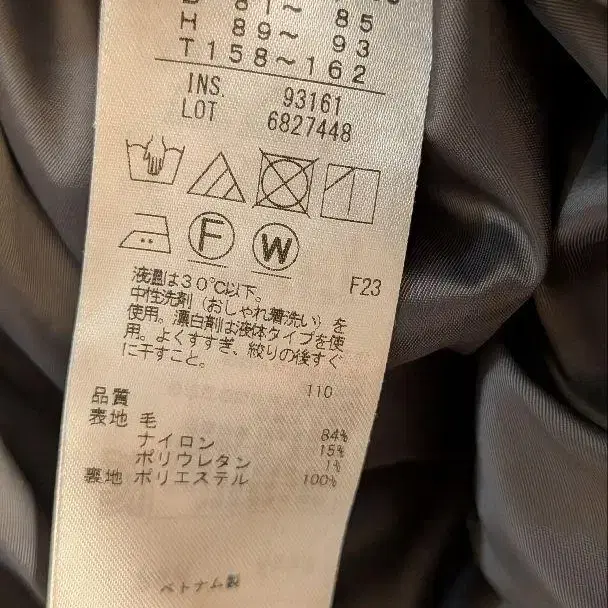 81～ 85
H 89～ 93
T158～162
INS. 93161
LOT 6827448
F W
F23
液温は30℃以下。
中性洗剤（おしゃれ着洗い）を
使用。漂白剤は液体タイプを使
用。よくすすぎ、絞りの後すぐ
に干すこと。
品質 110
表地 毛 84%
ナイロン 15%
ポリウレタン 1%
裏地 ポリエステル 100%
ベトナム製